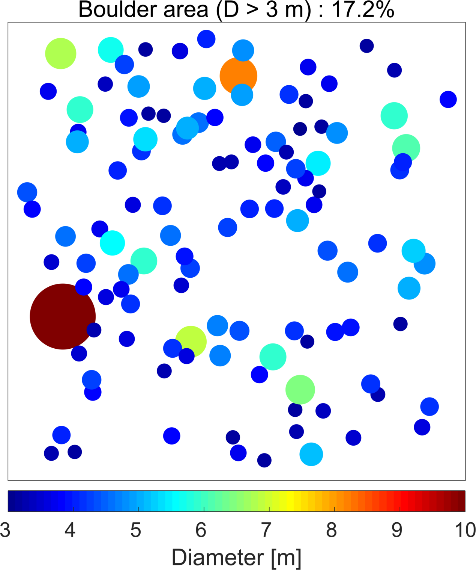 Boulder area (D > 3 m) : 17.2%
3 4 5 6 7 8 9 10
Diameter [m]